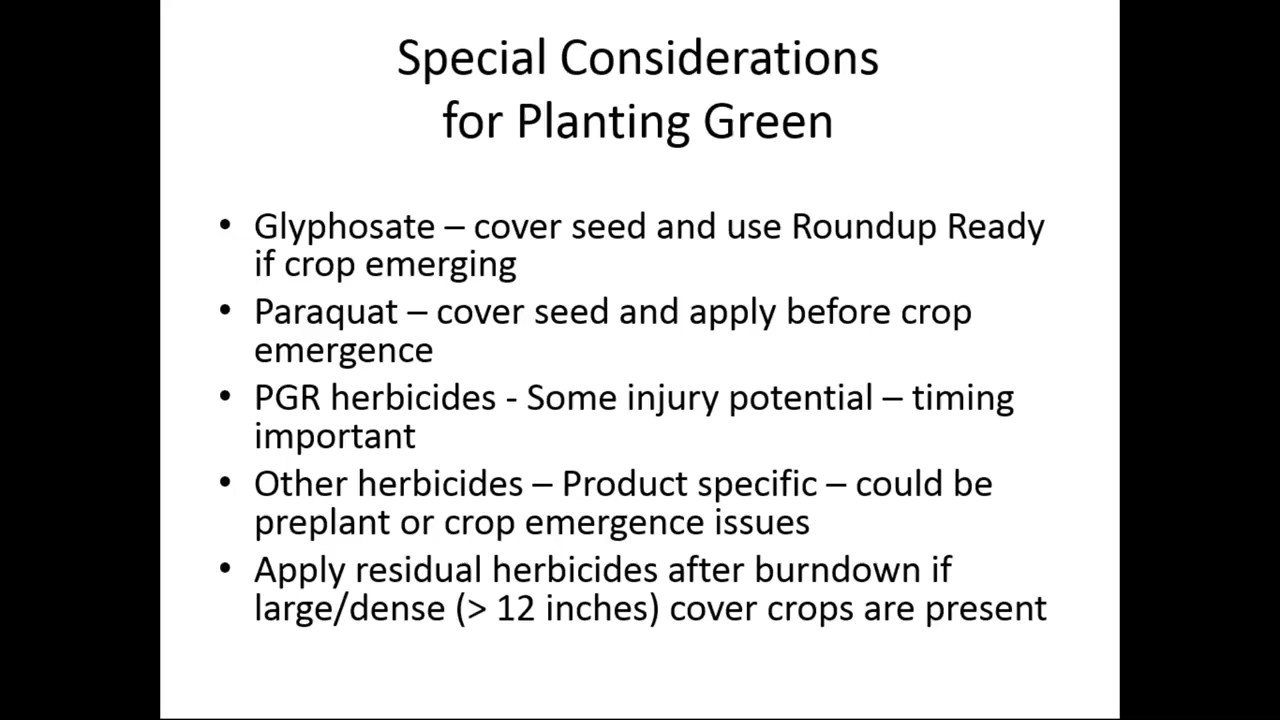 Special Considerations
for Planting Green
• Glyphosate – cover seed and use Roundup Ready
if crop emerging
• Paraquat – cover seed and apply before crop
emergence
• PGR herbicides - Some injury potential – timing
important
• Other herbicides – Product specific – could be
preplant or crop emergence issues
• Apply residual herbicides after burndown if
large/dense (> 12 inches) cover crops are present